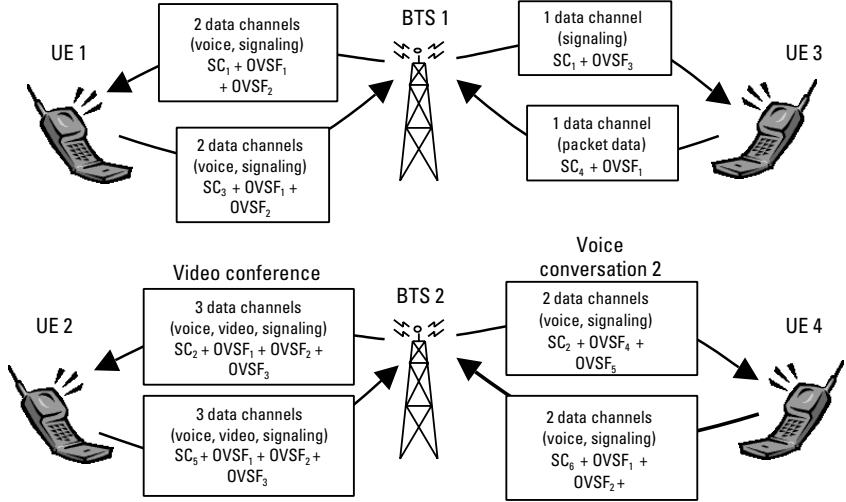 UE 1
2 data channels
(voice, signaling)
SC₁ + OVSF₁
+ OVSF₂
BTS 1
1 data channel
(signaling)
SC₁ + OVSF₃
UE 3
2 data channels
(voice, signaling)
SC₃ + OVSF₁ +
OVSF₂
1 data channel
(packet data)
SC₄ + OVSF₁
Video conference
Voice
conversation 2
UE 2
3 data channels
(voice, video, signaling)
SC₂ + OVSF₁ + OVSF₂ +
OVSF₃
BTS 2
2 data channels
(voice, signaling)
SC₂ + OVSF₄ +
OVSF₅
UE 4
3 data channels
(voice, video, signaling)
SC₅ + OVSF₁ + OVSF₂ +
OVSF₃
2 data channels
(voice, signaling)
SC₆ + OVSF₁ +
OVSF₂ +